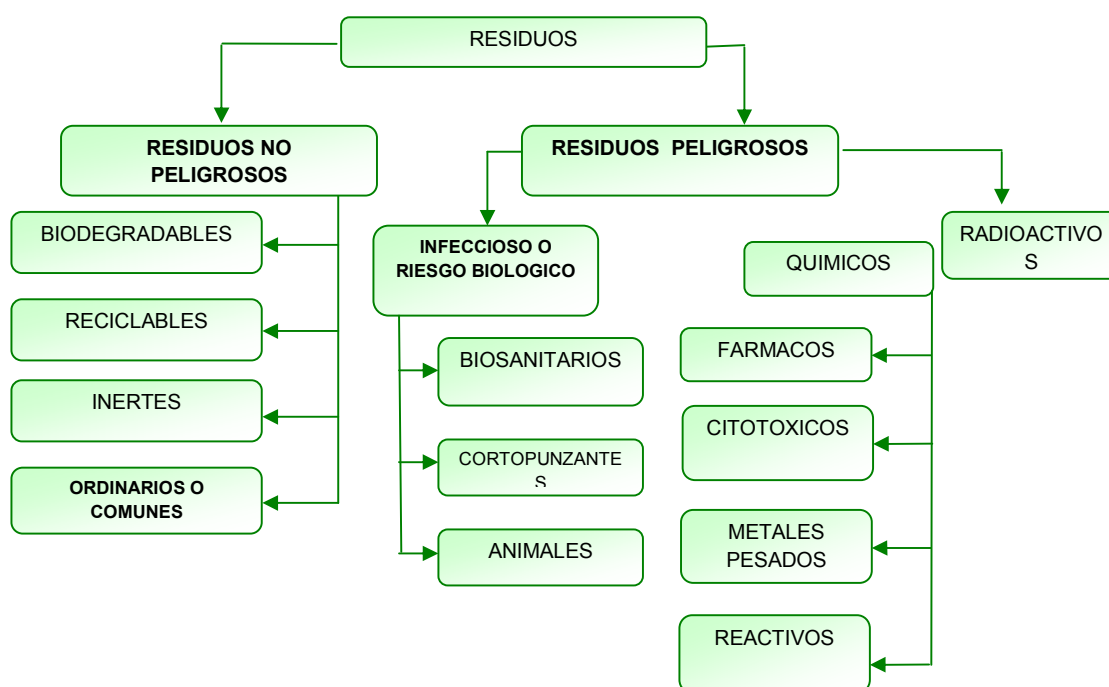 RESIDUOS
RESIDUOS NO
PELIGROSOS
BIODEGRADABLES
RECICLABLES
INERTES
ORDINARIOS O
COMUNES
RESIDUOS PELIGROSOS
INFECCIOSO O
RIESGO BIOLOGICO
BIOSANITARIOS
CORTOPUNZANTE
S
ANIMALES
QUIMICOS
FARMACOS
CITOTOXICOS
METALES
PESADOS
REACTIVOS
RADIOACTIVO
S